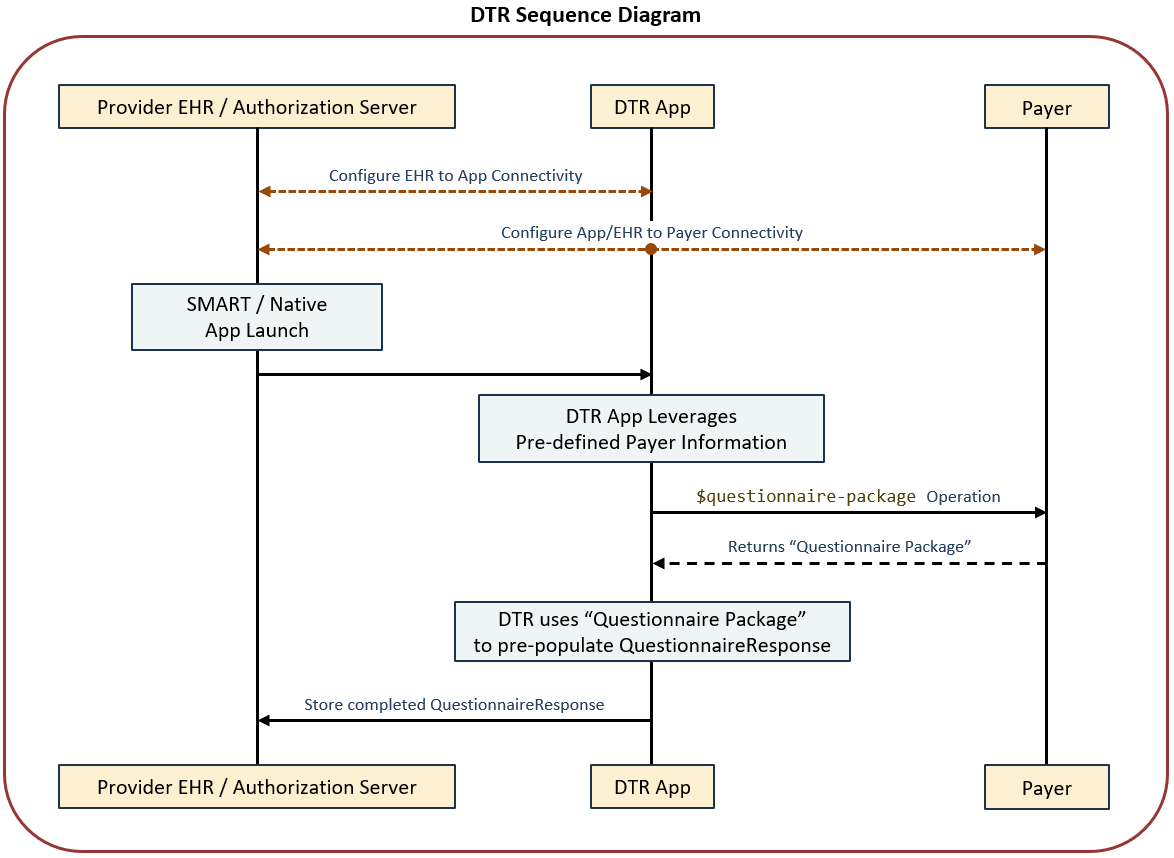 DTR Sequence Diagram
Provider EHR / Authorization Server
DTR App
Payer
Configure EHR to App Connectivity
Configure App/EHR to Payer Connectivity
SMART / Native
App Launch
DTR App Leverages
Pre-defined Payer Information
$questionnaire-package Operation
Returns “Questionnaire Package”
DTR uses “Questionnaire Package”
to pre-populate QuestionnaireResponse
Store completed QuestionnaireResponse
Provider EHR / Authorization Server
DTR App
Payer